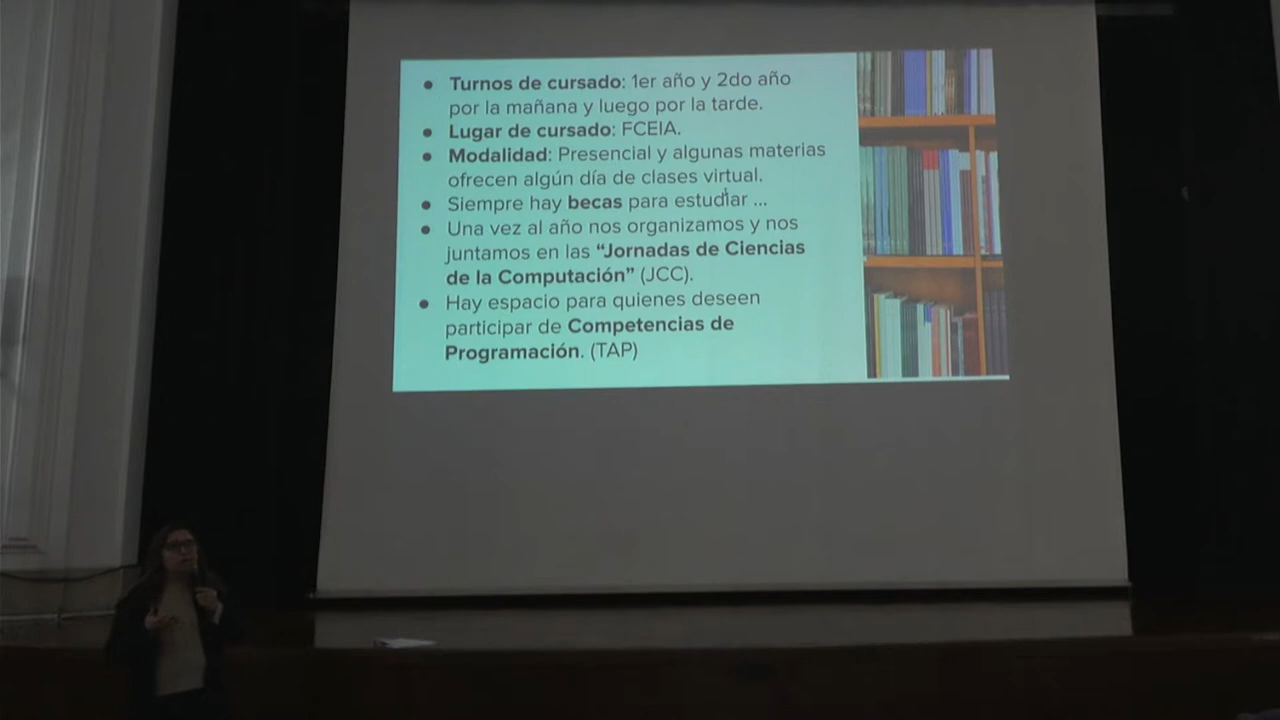 ● Turnos de cursado: 1er año y 2do año
por la mañana y luego por la tarde.
● Lugar de cursado: FCEIA.
● Modalidad: Presencial y algunas materias
ofrecen algún día de clases virtual.
● Siempre hay becas para estudiar ...
● Una vez al año nos organizamos y nos
juntamos en las “Jornadas de Ciencias
de la Computación” (JCC).
● Hay espacio para quienes deseen
participar de Competencias de
Programación. (TAP)